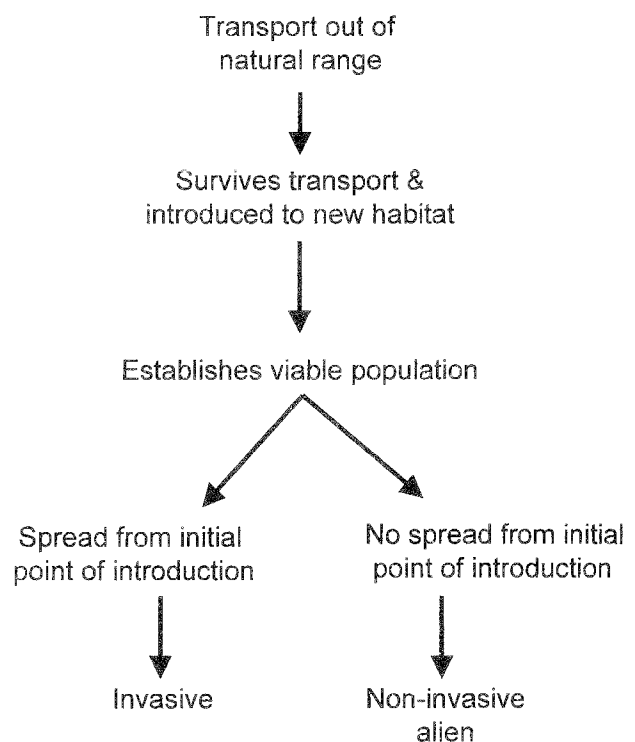 Transport out of
natural range
Survives transport &
introduced to new habitat
Establishes viable population
Spread from initial
point of introduction
No spread from initial
point of introduction
Invasive
Non-invasive
alien